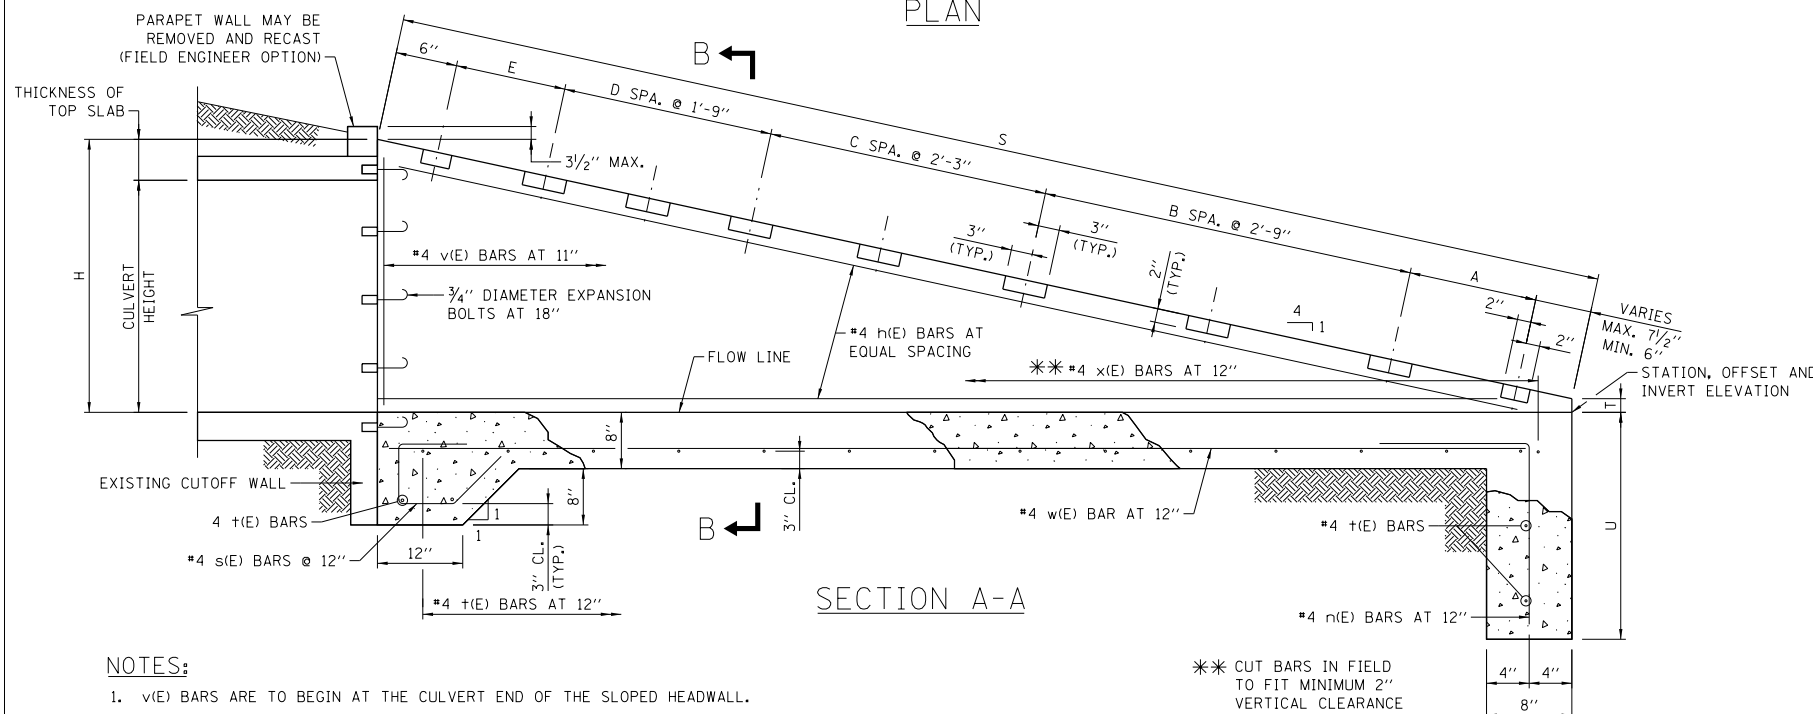 PLAN
PARAPET WALL MAY BE
REMOVED AND RECAST
(FIELD ENGINEER OPTION)
THICKNESS OF
TOP SLAB
B
6"
E
D SPA. @ 1'-9"
C SPA. @ 2'-3"
S
B SPA. @ 2'-9"
A
3½" MAX.
3"
(TYP.)
3"
(TYP.)
2"
(TYP.)
4
1
2"
2"
VARIES
MAX. 7½"
MIN. 6"
H
CULVERT
HEIGHT
#4 v(E) BARS AT 11"
¾" DIAMETER EXPANSION
BOLTS AT 18"
#4 h(E) BARS AT
EQUAL SPACING
FLOW LINE
** #4 x(E) BARS AT 12"
STATION, OFFSET AND
INVERT ELEVATION
T
8"
EXISTING CUTOFF WALL
4 t(E) BARS
#4 s(E) BARS @ 12"
12"
1
1
8"
3" CL.
(TYP.)
#4 t(E) BARS AT 12"
B
3" CL.
#4 w(E) BAR AT 12"
#4 t(E) BARS
U
#4 n(E) BARS AT 12"
SECTION A-A
4"
4"
8"
** CUT BARS IN FIELD
TO FIT MINIMUM 2"
VERTICAL CLEARANCE
NOTES:
1. v(E) BARS ARE TO BEGIN AT THE CULVERT END OF THE SLOPED HEADWALL.